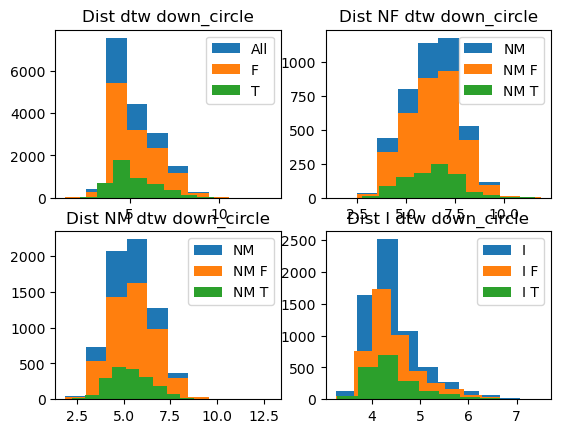 Dist dtw down_circle
All
F
T
6000
4000
2000
0
5
10
Dist NF dtw down_circle
NM
NM F
NM T
1000
750
500
250
0
2.5
5.0
7.5
10.0
Dist NM dtw down_circle
NM
NM F
NM T
2000
1500
1000
500
0
2.5
5.0
7.5
10.0
12.5
Dist I dtw down_circle
I
I F
I T
2500
2000
1500
1000
500
0
4
5
6
7